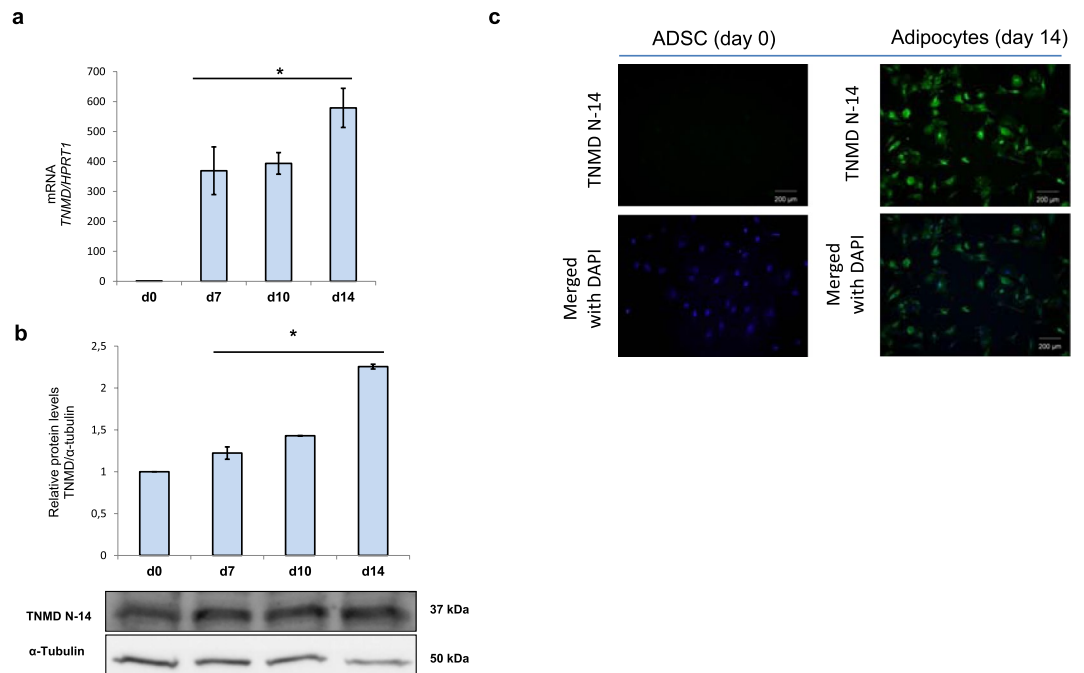 a
700
600
500
400
300
200
100
0
mRNA
TNMD/HPRT1
*
d0 d7 d10 d14
b
2,5
2
1,5
1
0,5
0
Relative protein levels
TNMD/α-tubulin
*
d0 d7 d10 d14
TNMD N-14 37 kDa
α-Tubulin 50 kDa
c
ADSC (day 0) Adipocytes (day 14)
TNMD N-14
200 µm
TNMD N-14
200 µm
Merged
with DAPI
Merged
with DAPI
200 µm